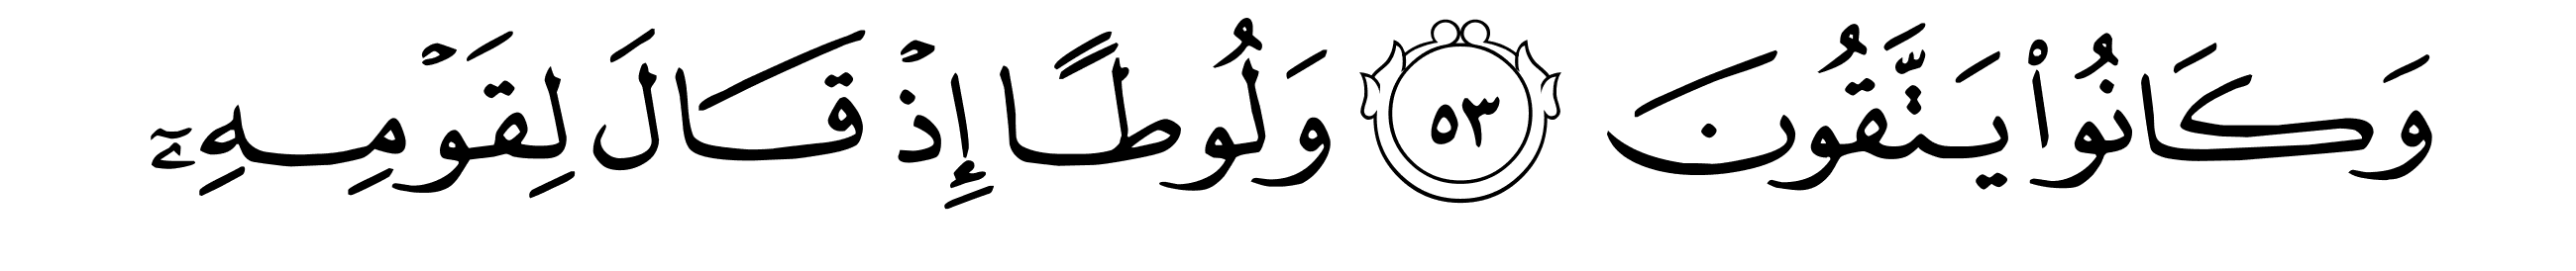 وَكَانُوا۟ يَتَّقُونَ ٥٣ وَلُوطًا إِذْ قَالَ لِقَوْمِهِۦٓ